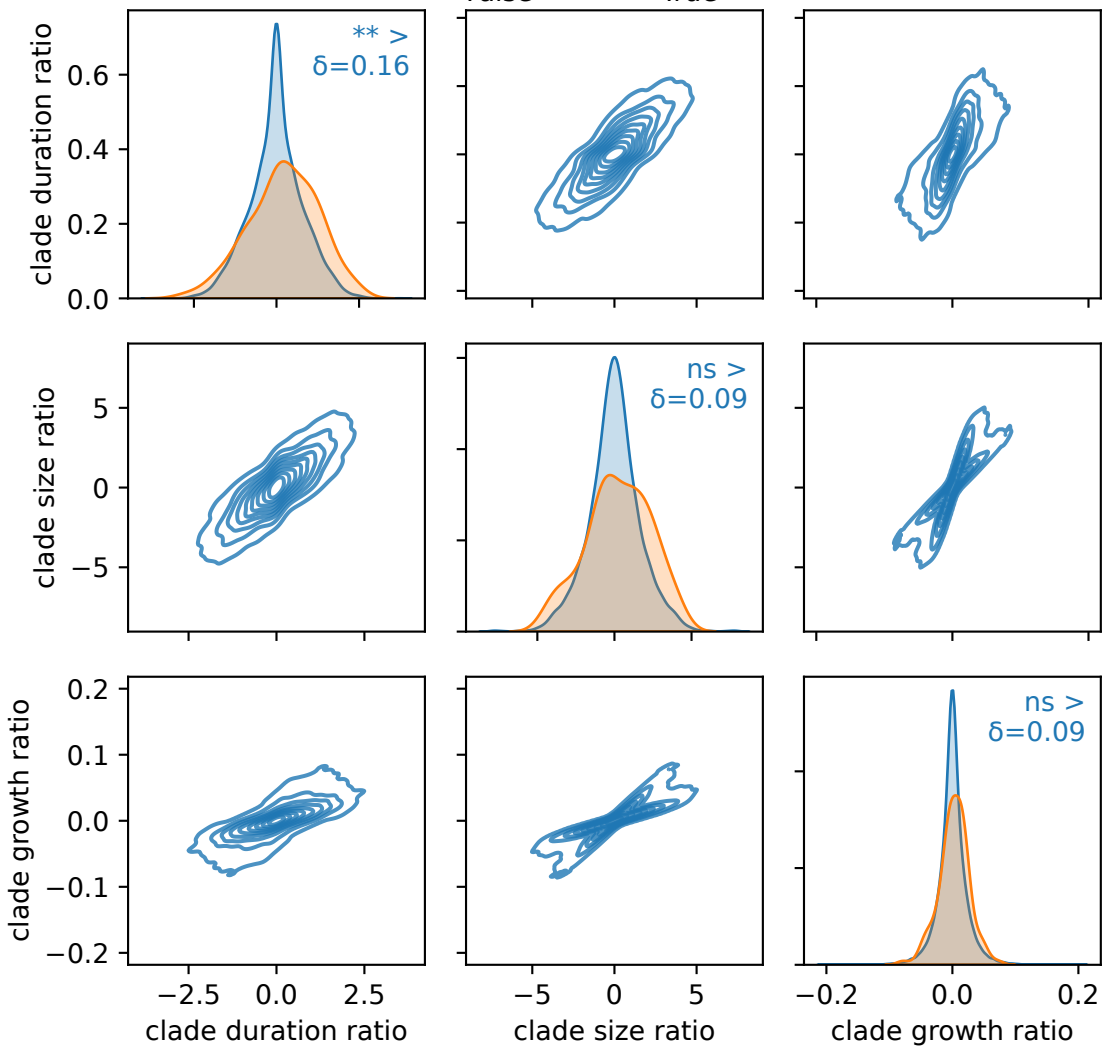 clade duration ratio
0.6
0.4
0.2
0.0
** >
δ=0.16
clade size ratio
5
0
−5
ns >
δ=0.09
clade growth ratio
0.2
0.1
0.0
−0.1
−0.2
ns >
δ=0.09
−2.5 0.0 2.5
−5 0 5
−0.2 0.0 0.2
clade duration ratio
clade size ratio
clade growth ratio